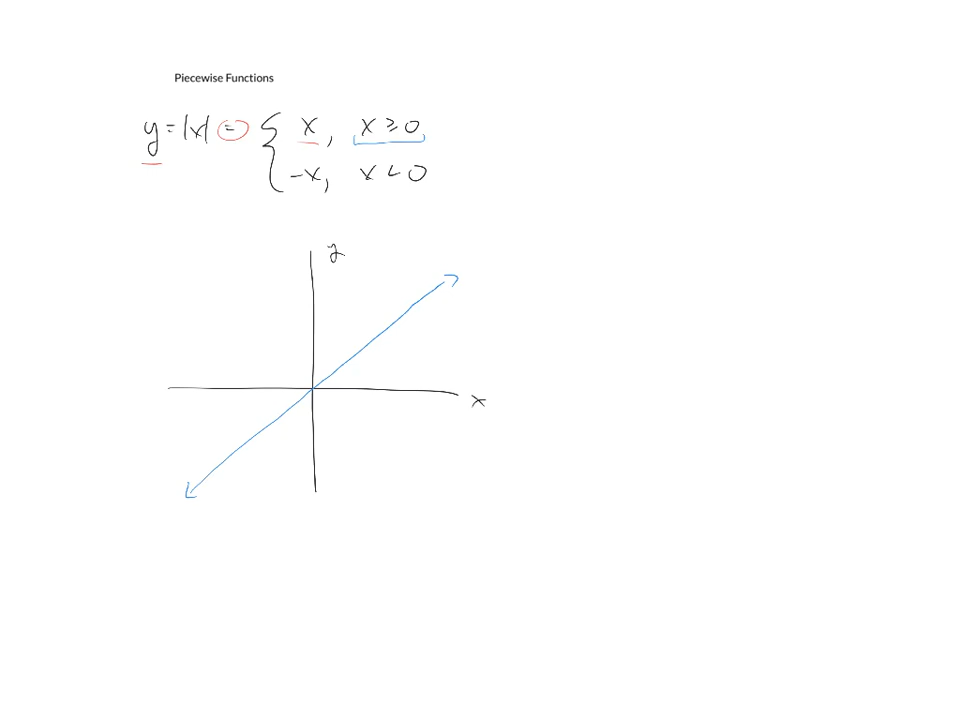 Piecewise Functions
y = |x| = { x, x ≥ 0
-x, x < 0
y
x